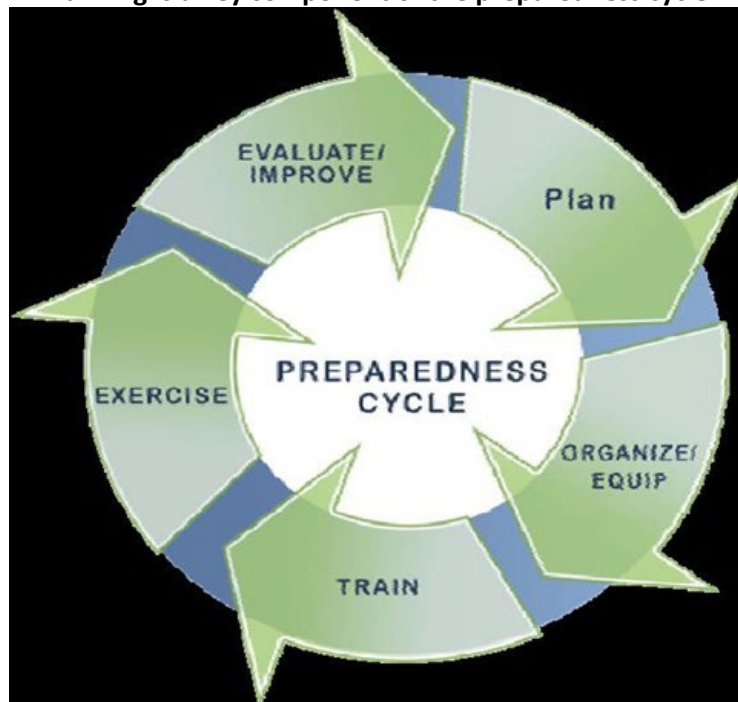 PREPAREDNESS
CYCLE
Plan
ORGANIZE/
EQUIP
TRAIN
EXERCISE
EVALUATE/
IMPROVE